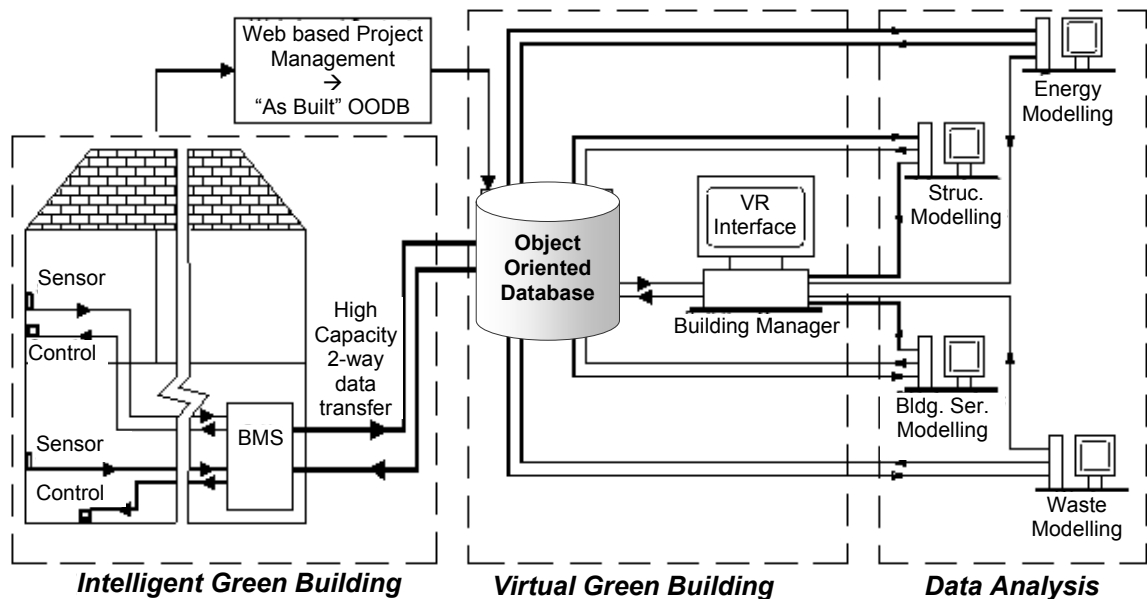 Web based Project
Management
→
“As Built” OODB
Sensor
Control
Sensor
Control
BMS
High
Capacity
2-way
data
transfer
Object
Oriented
Database
VR
Interface
Building Manager
Energy
Modelling
Struc.
Modelling
Bldg. Ser.
Modelling
Waste
Modelling
Intelligent Green Building
Virtual Green Building
Data Analysis